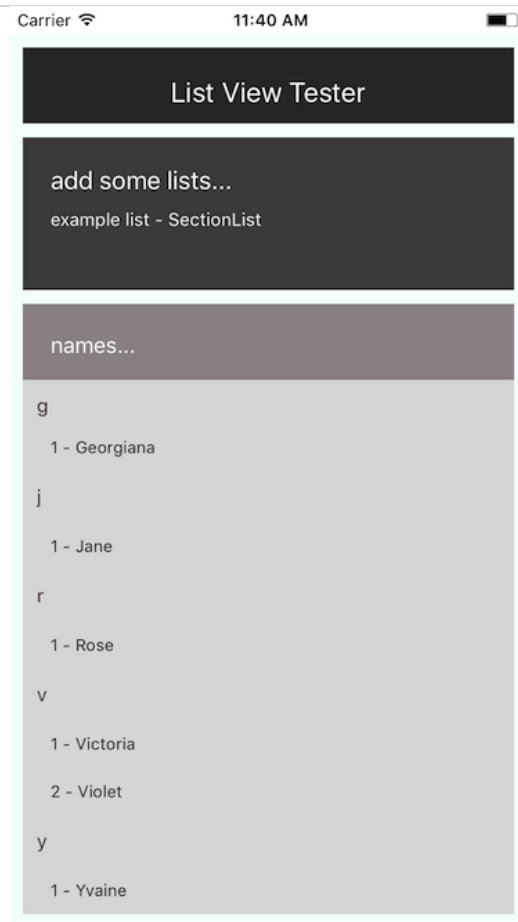 Carrier 11:40 AM
List View Tester
add some lists...
example list - SectionList
names...
g
1 - Georgiana
j
1 - Jane
r
1 - Rose
v
1 - Victoria
2 - Violet
y
1 - Yvaine